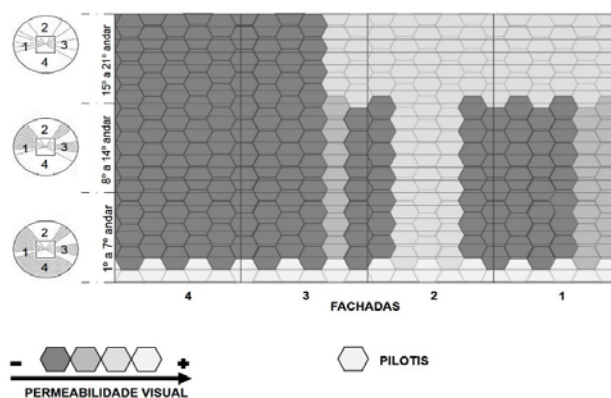 2
1 3
4
15º a 21º andar
2
1 3
4
8º a 14º andar
2
1 3
4
1º a 7º andar
4 3 2 1
FACHADAS
- +
PERMEABILIDADE VISUAL
PILOTIS